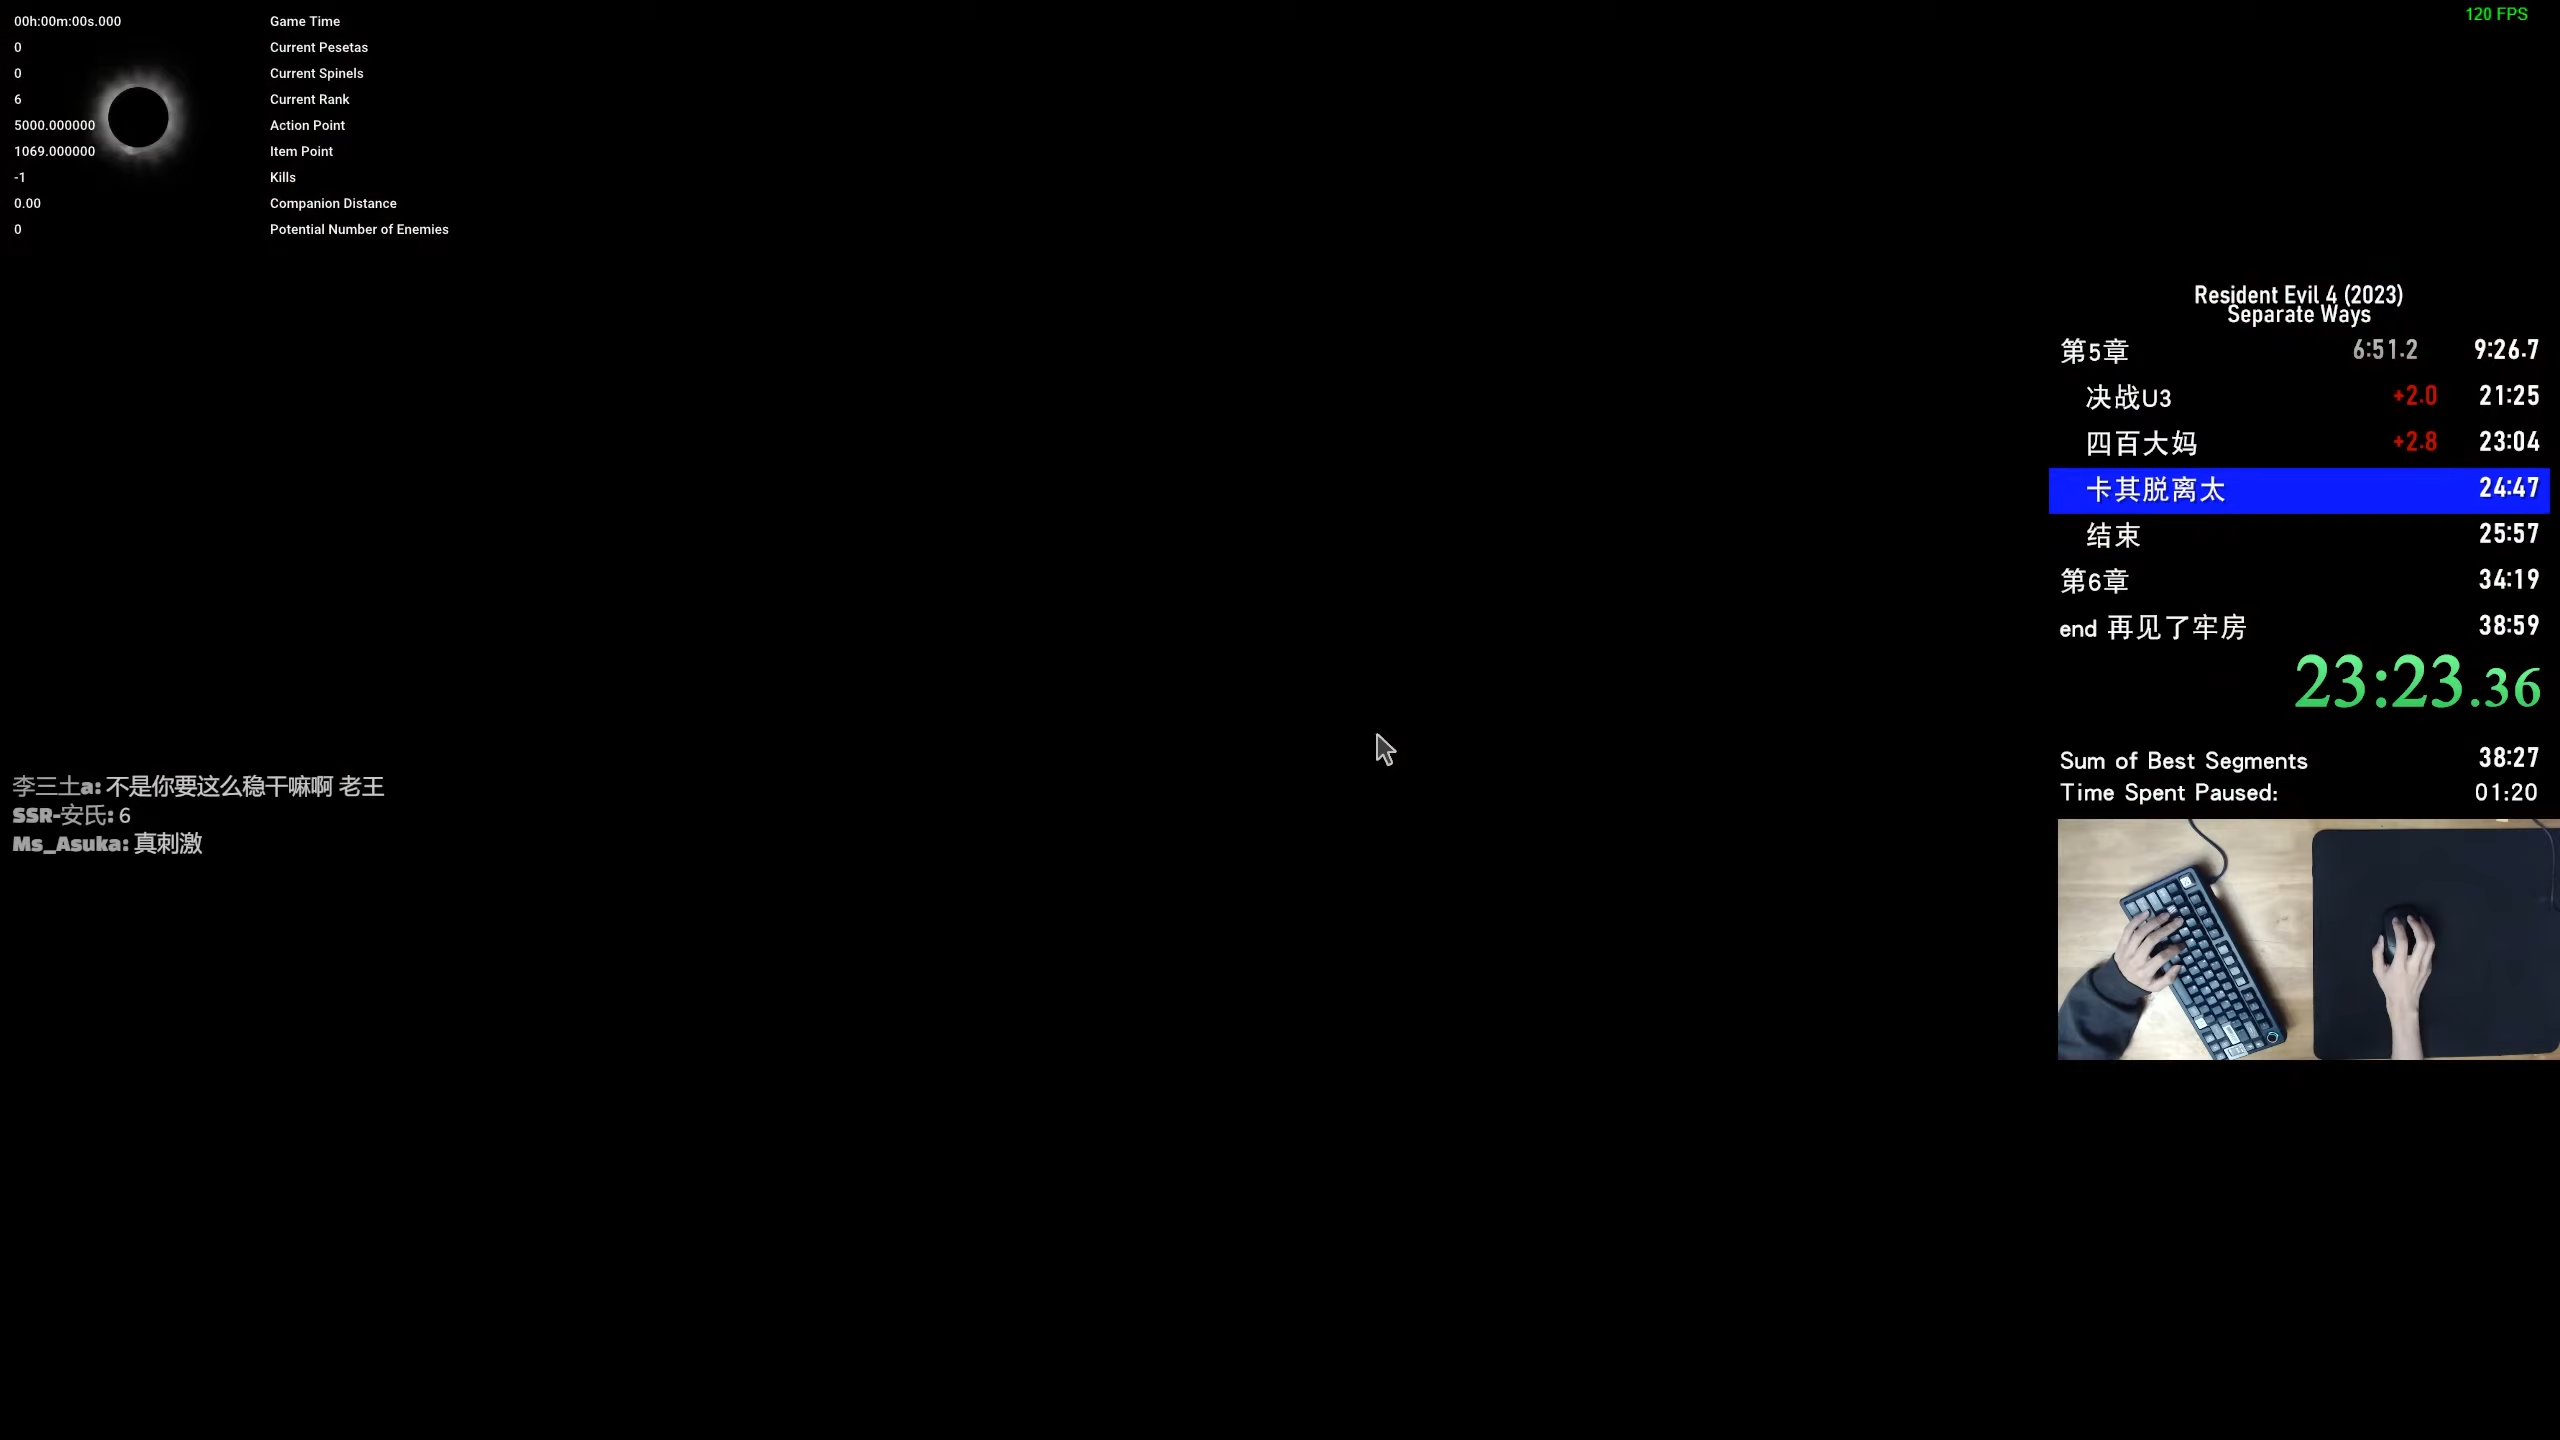 00h:00m:00s.000 Game Time
0 Current Pesetas
0 Current Spinels
6 Current Rank
5000.000000 Action Point
1069.000000 Item Point
-1 Kills
0.00 Companion Distance
0 Potential Number of Enemies
120 FPS
Resident Evil 4 (2023)
Separate Ways
第5章 6:51.2 9:26.7
决战U3 +2.0 21:25
四百大妈 +2.8 23:04
卡其脱离太 24:47
结束 25:57
第6章 34:19
end 再见了牢房 38:59
23:23.36
Sum of Best Segments 38:27
Time Spent Paused: 01:20
李三土a: 不是你要这么稳干嘛啊 老王
SSR-安氏: 6
Ms_Asuka: 真刺激